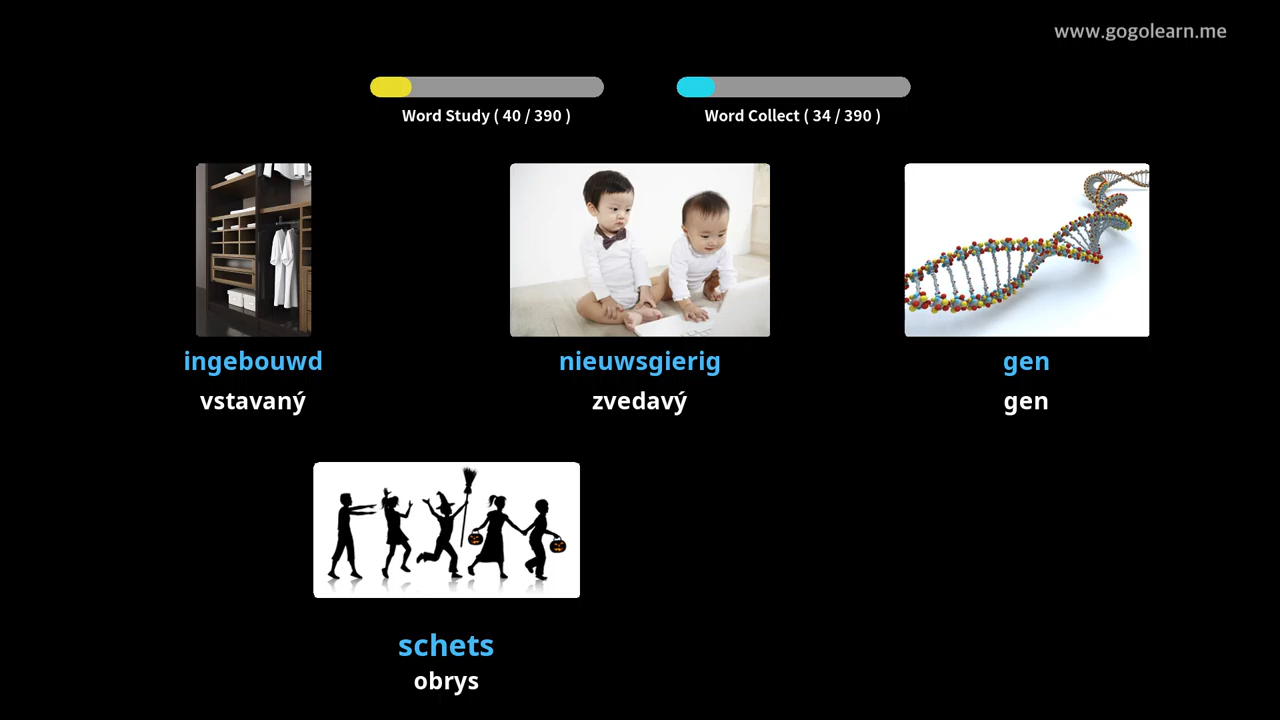 www.gogolearn.me
Word Study ( 40 / 390 )
Word Collect ( 34 / 390 )
ingebouwd
nieuwsgierig
gen
vstavaný
zvedavý
gen
schets
obrys